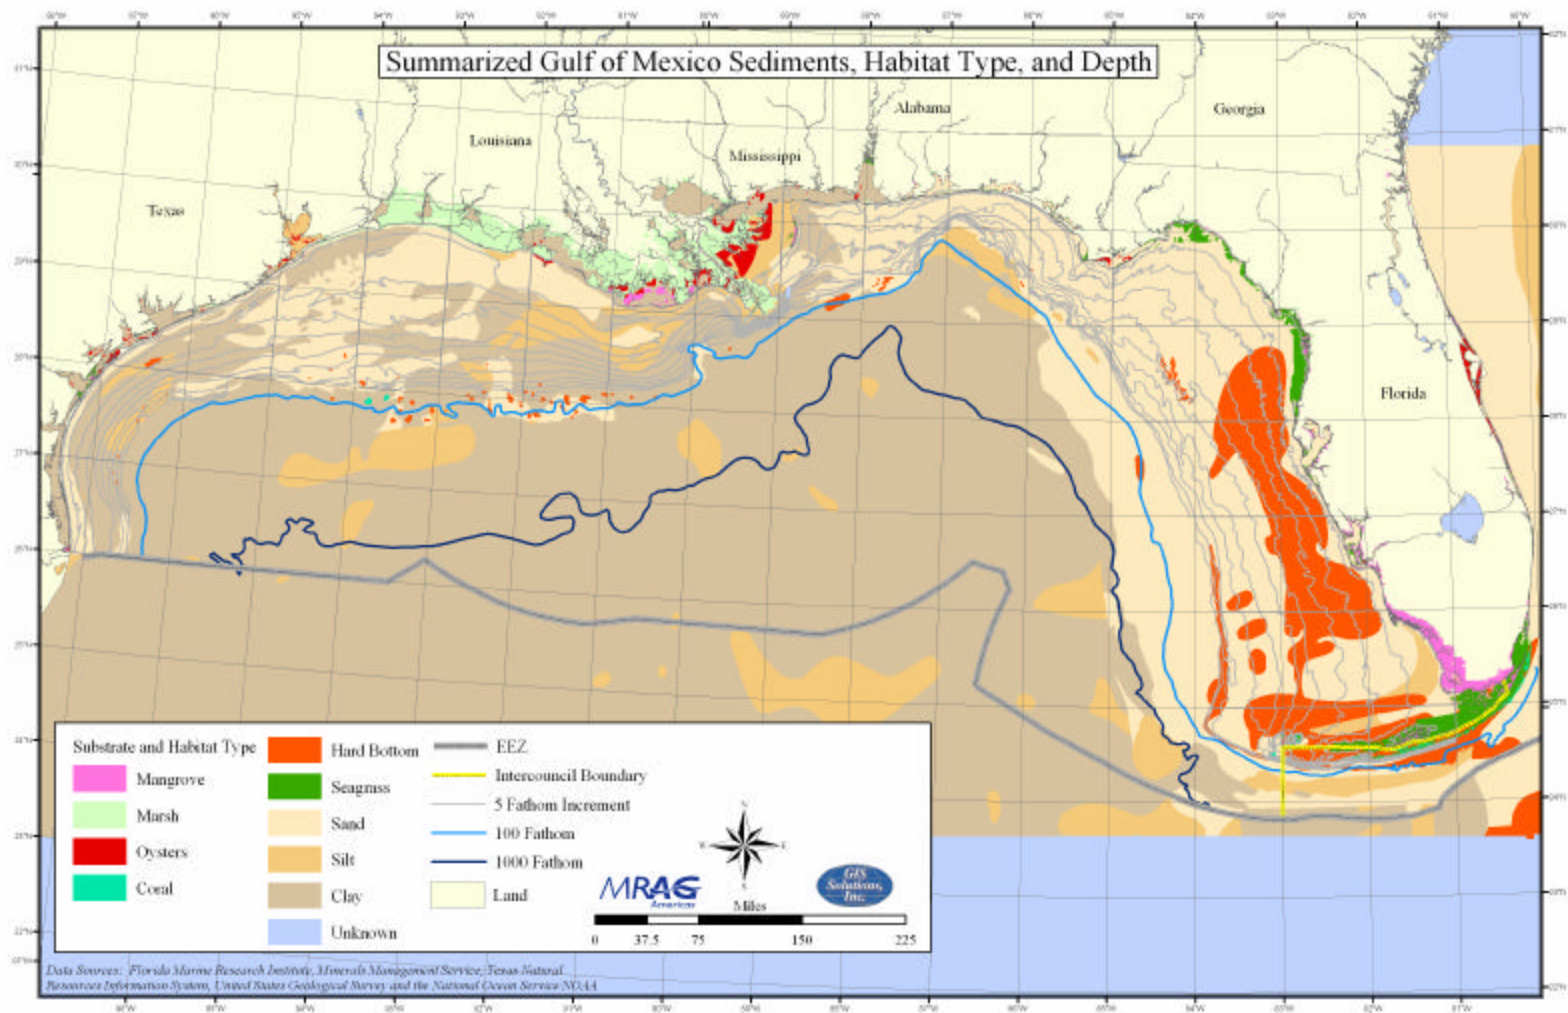 Summarized Gulf of Mexico Sediments, Habitat Type, and Depth
Alabama
Georgia
Louisiana
Mississippi
Texas
Florida
Substrate and Habitat Type
Mangrove
Marsh
Oysters
Coral
Hard Bottom
Seagrass
Sand
Silt
Clay
Unknown
EEZ
Intercouncil Boundary
5 Fathom Increment
100 Fathom
1000 Fathom
Land
N
W
E
S
MRAG
Americas
GIS
Solutions,
Inc.
Miles
0 37.5 75 150 225
Data Sources: Florida Marine Research Institute, Minerals Management Service, Texas Natural
Resources Information System, United States Geological Survey and the National Ocean Service NOAA